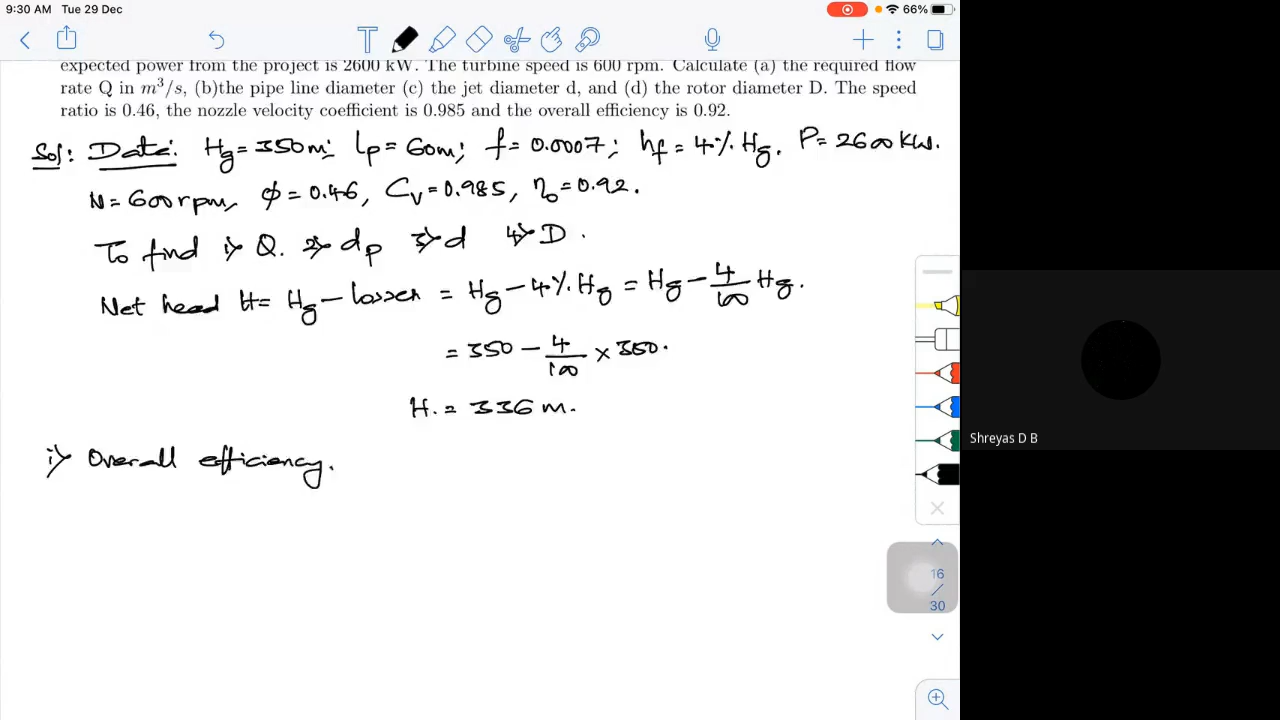 9:30 AM Tue 29 Dec
66%
expected power from the project is 2600 kW. The turbine speed is 600 rpm. Calculate (a) the required flow
rate Q in m³/s, (b)the pipe line diameter (c) the jet diameter d, and (d) the rotor diameter D. The speed
ratio is 0.46, the nozzle velocity coefficient is 0.985 and the overall efficiency is 0.92.
Sol: Data: Hg = 350m; lp = 60m; f = 0.0007; hf = 4% Hg. P = 2600 KW.
N = 600 rpm, φ = 0.46, Cv = 0.985, η₀ = 0.92.
To find 1) Q. 2) dp 3) d 4) D.
Net head H = Hg - losses = Hg - 4% Hg = Hg - 4/100 Hg.
= 350 - 4/100 × 350.
H = 336 m.
i) Overall efficiency.
Shreyas D B
16
/
30